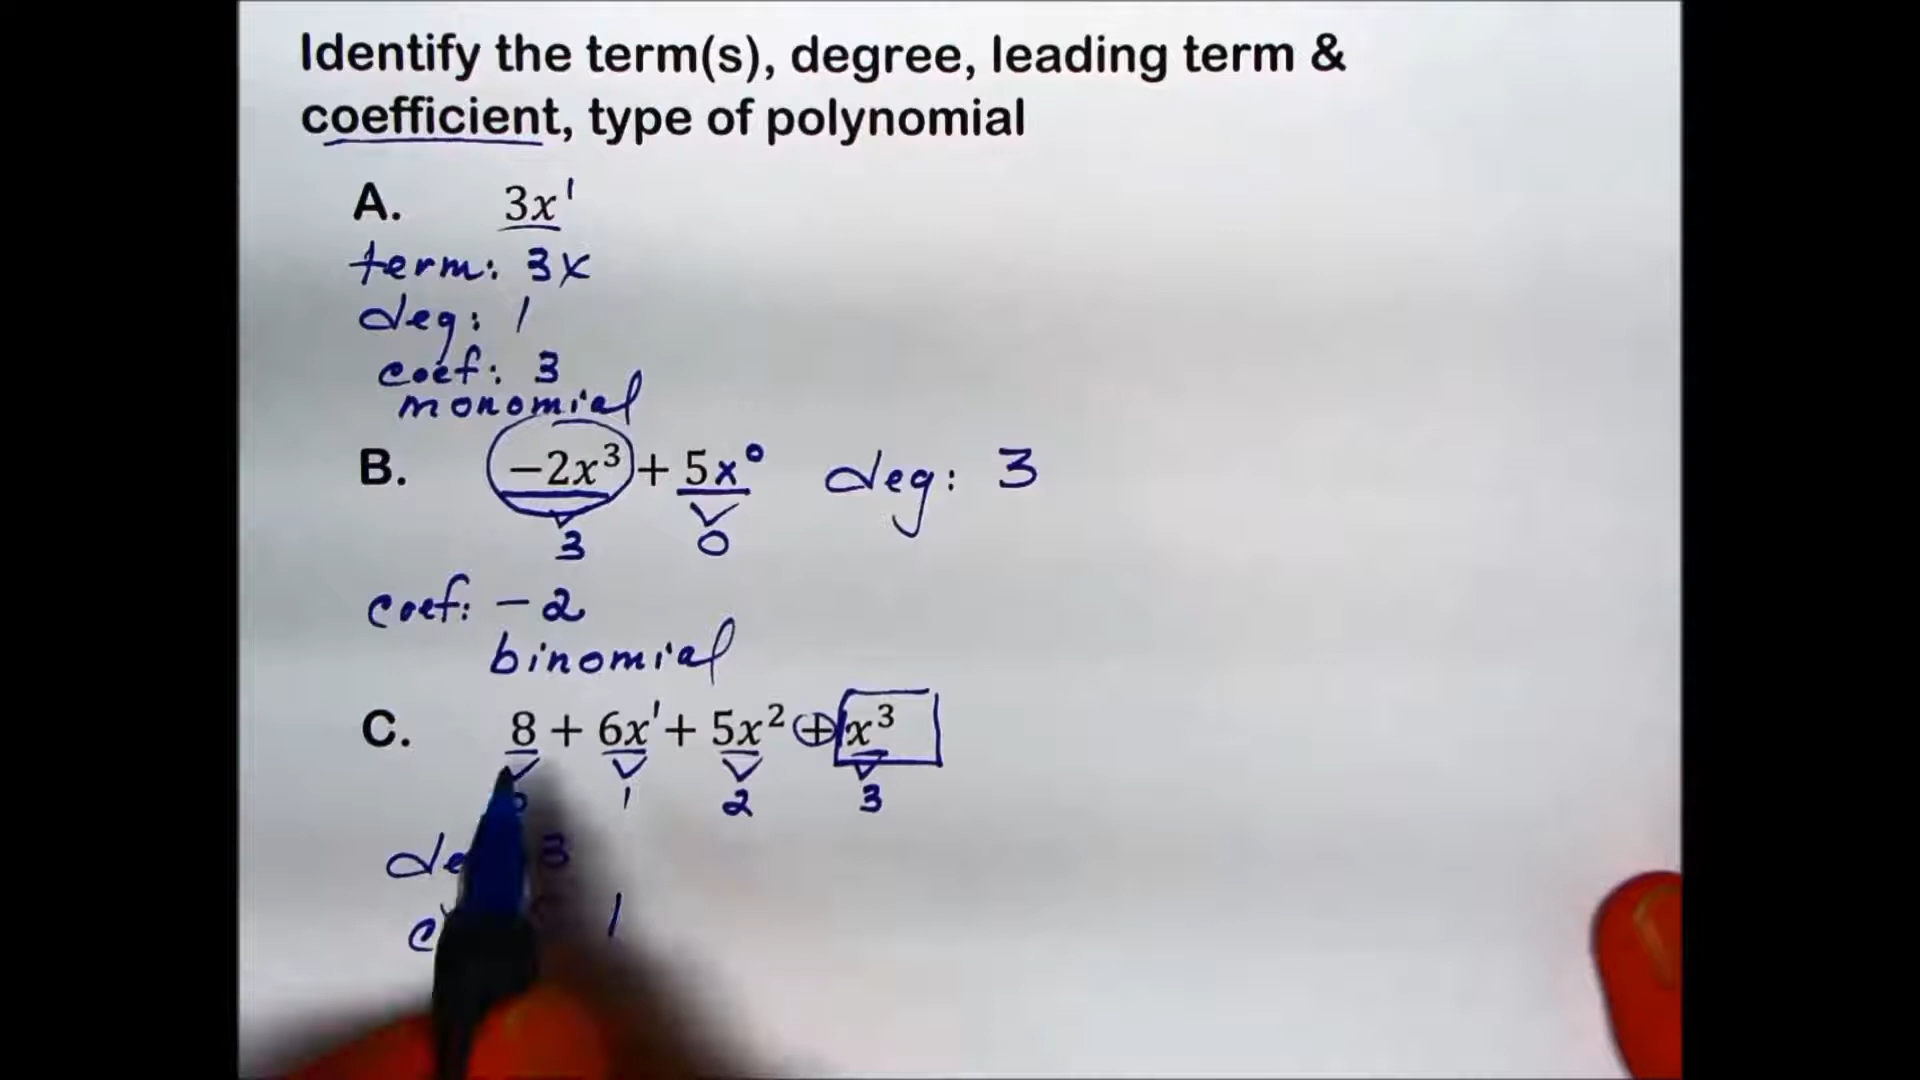 Identify the term(s), degree, leading term &
coefficient, type of polynomial
A. 3x¹
term: 3x
deg: 1
coef: 3
monomial
B. −2x³ + 5x⁰ deg: 3
3 0
coef: −2
binomial
C. 8 + 6x¹ + 5x² + x³
1 2 3
3
1